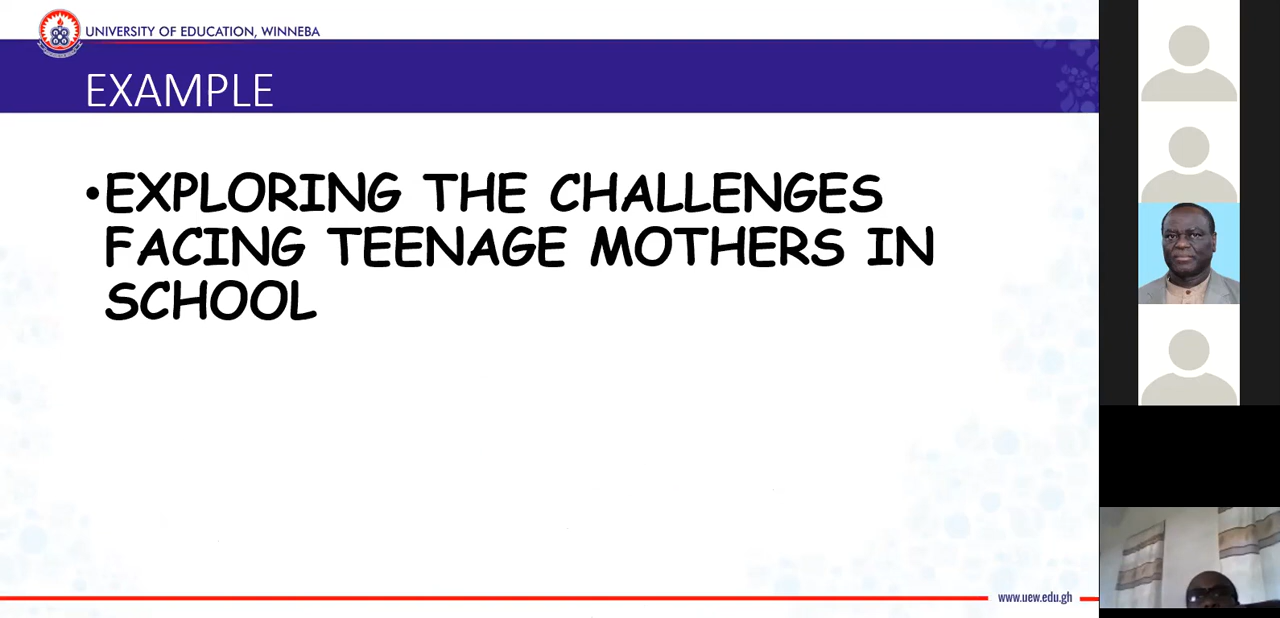 UNIVERSITY OF EDUCATION, WINNEBA
EXAMPLE
•EXPLORING THE CHALLENGES
FACING TEENAGE MOTHERS IN
SCHOOL
www.uew.edu.gh